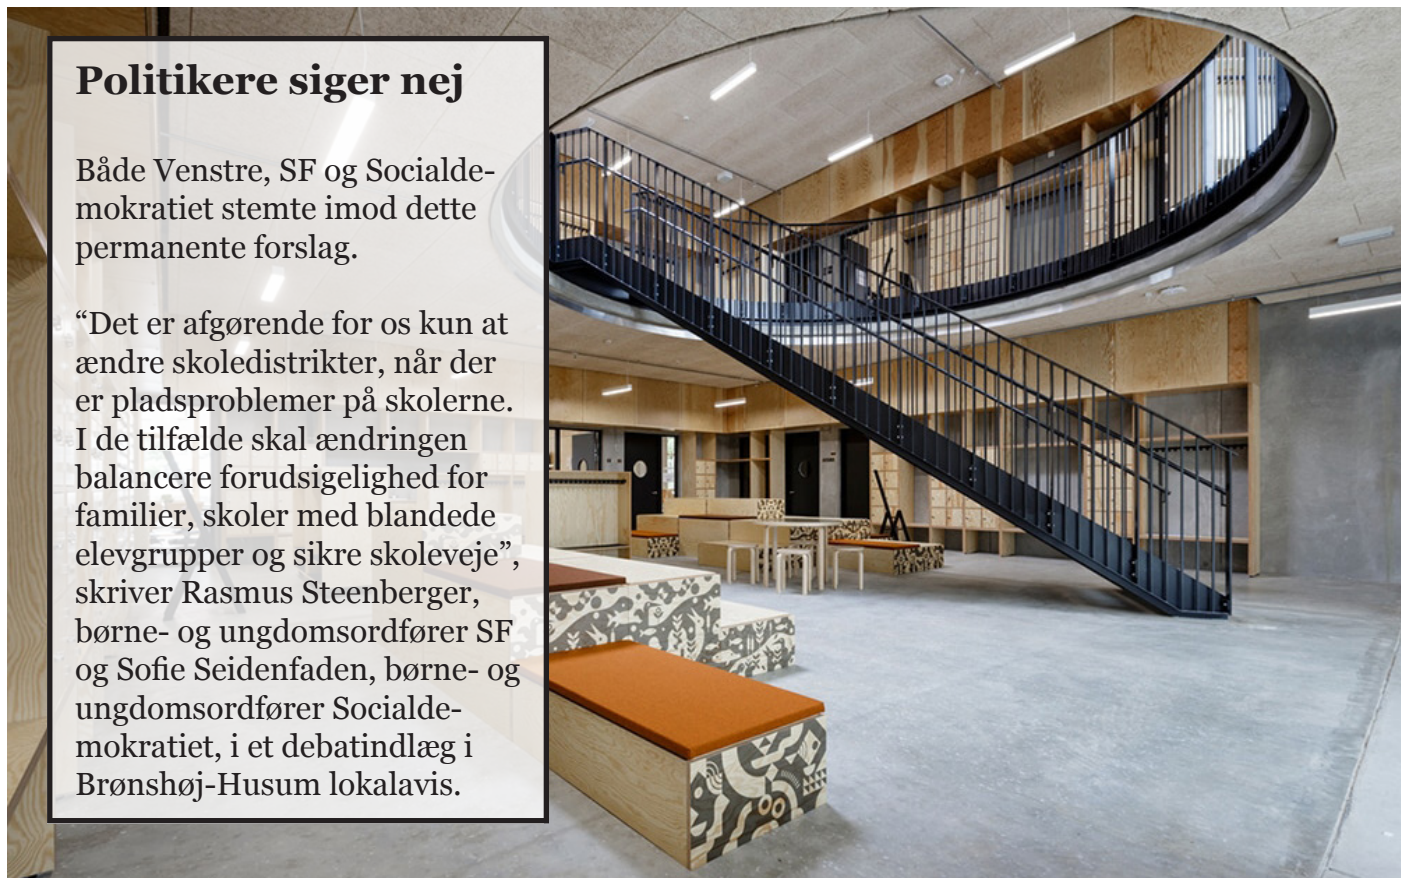 Politikere siger nej
Både Venstre, SF og Socialde-
mokratiet stemte imod dette
permanente forslag.
“Det er afgørende for os kun at
ændre skoledistrikter, når der
er pladsproblemer på skolerne.
I de tilfælde skal ændringen
balancere forudsigelighed for
familier, skoler med blandede
elevgrupper og sikre skoleveje”,
skriver Rasmus Steenberger,
børne- og ungdomsordfører SF
og Sofie Seidenfaden, børne- og
ungdomsordfører Socialde-
mokratiet, i et debatindlæg i
Brønshøj-Husum lokalavis.